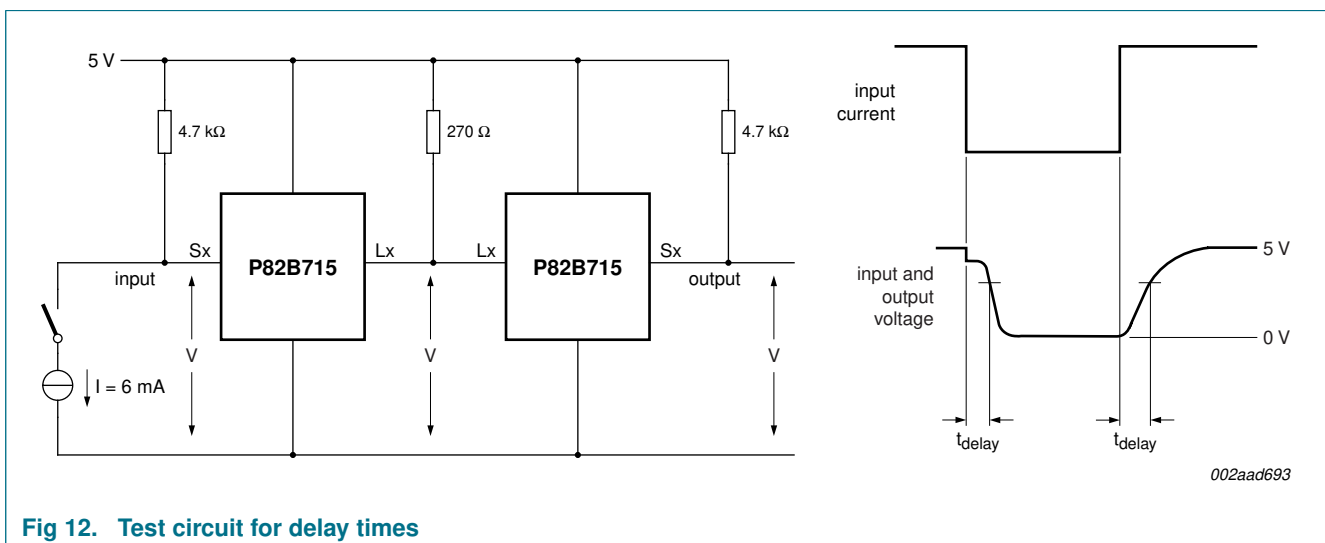 5 V
4.7 kΩ
270 Ω
4.7 kΩ
Sx
P82B715
Lx
Lx
P82B715
Sx
input
output
V
V
V
I = 6 mA
input
current
input and
output
voltage
5 V
0 V
tdelay
tdelay
002aad693
Fig 12. Test circuit for delay times